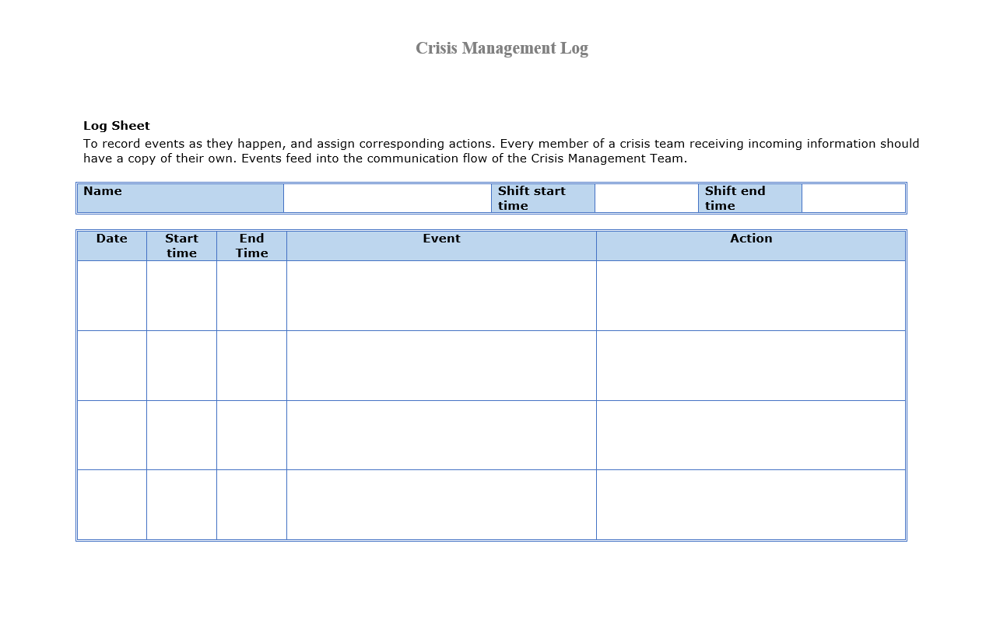 Crisis Management Log
Log Sheet
To record events as they happen, and assign corresponding actions. Every member of a crisis team receiving incoming information should
have a copy of their own. Events feed into the communication flow of the Crisis Management Team.
Name Shift start time Shift end time
Date Start time End Time Event Action